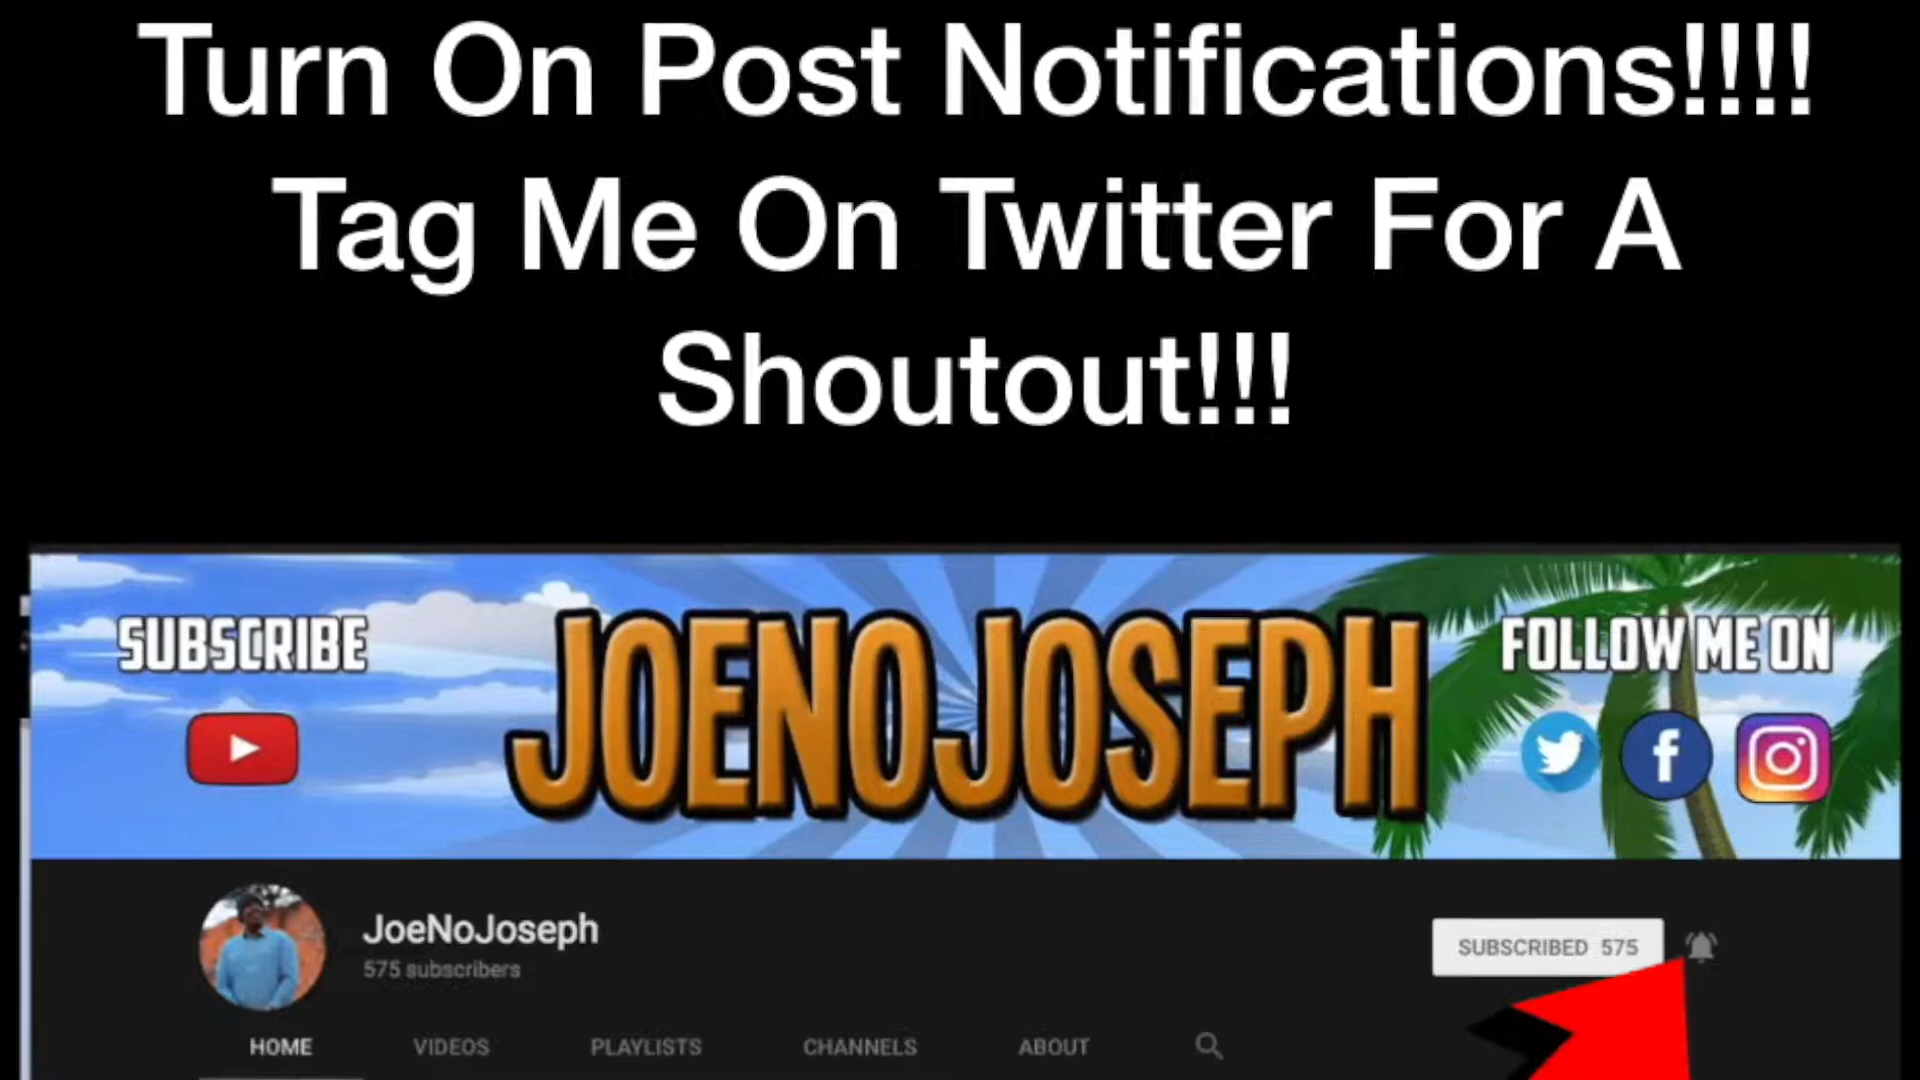 Turn On Post Notifications!!!!
Tag Me On Twitter For A
Shoutout!!!
SUBSCRIBE
JOENOJOSEPH
FOLLOW ME ON
JoeNoJoseph
575 subscribers
SUBSCRIBED 575
HOME VIDEOS PLAYLISTS CHANNELS ABOUT